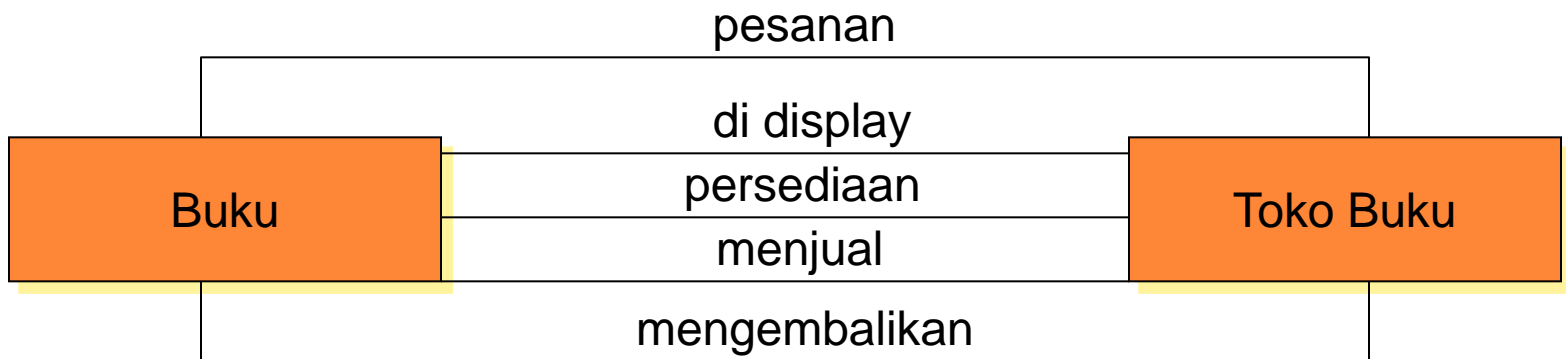 pesanan
di display
persediaan
Buku
Toko Buku
menjual
mengembalikan